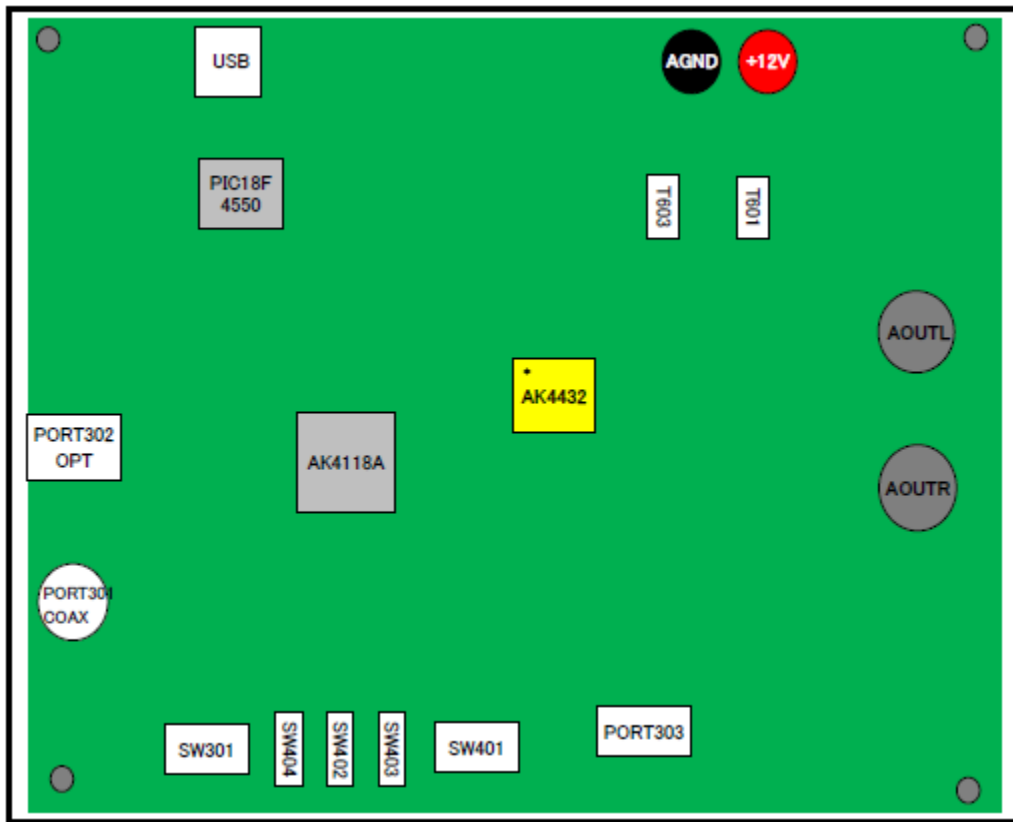 USB
AGND
+12V
PIC18F
4550
T603
T601
AOUTL
*
AK4432
PORT302
OPT
AK4118A
AOUTR
PORT301
COAX
SW301
SW404
SW402
SW403
SW401
PORT303